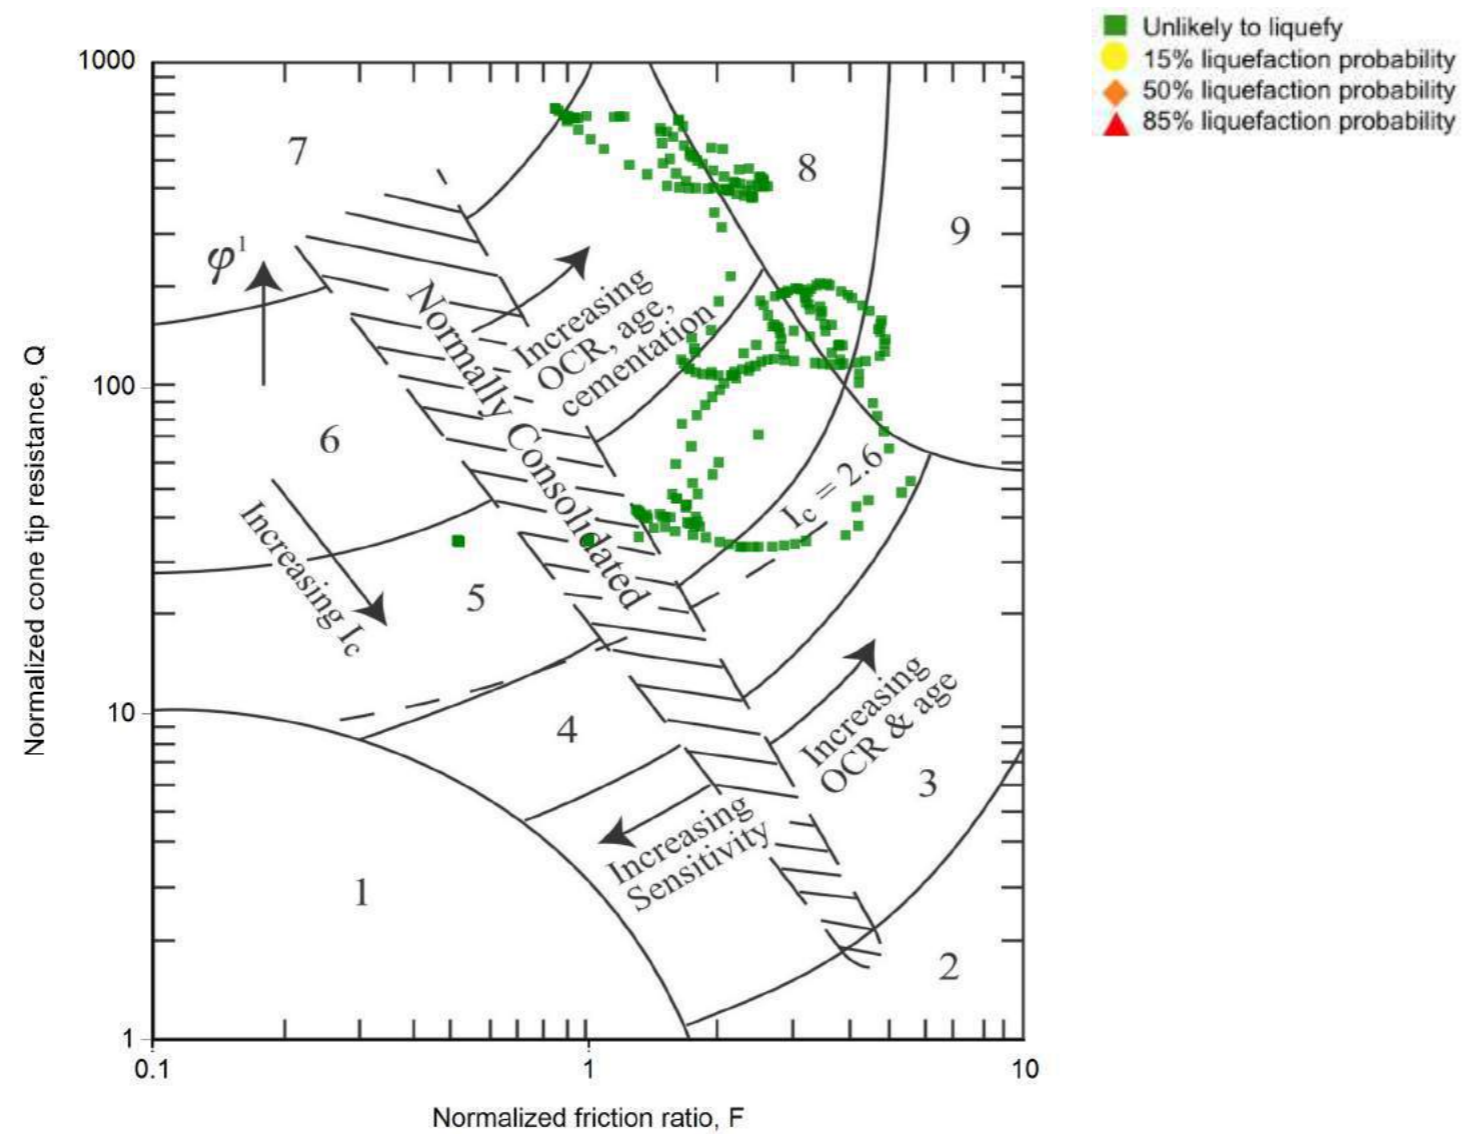 Unlikely to liquefy
15% liquefaction probability
50% liquefaction probability
85% liquefaction probability
1000
100
10
1
0.1
1
10
Normalized cone tip resistance, Q
Normalized friction ratio, F
7
8
9
φ¹
Normally Consolidated
Increasing
OCR, age,
cementation
6
Increasing Ic
Ic = 2.6
5
4
Increasing
OCR & age
3
Increasing
Sensitivity
1
2